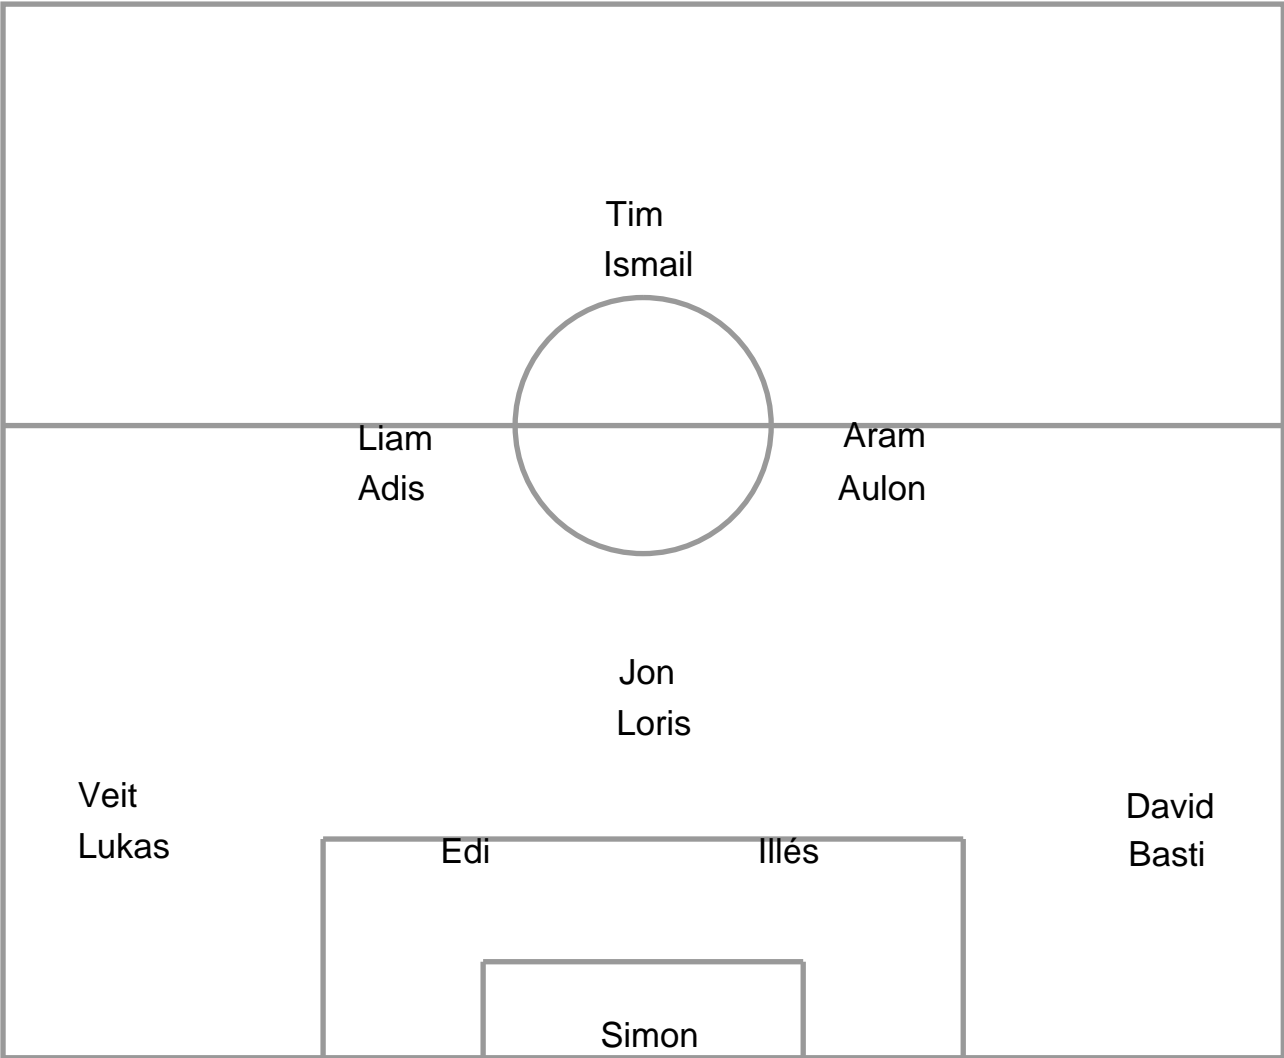 Tim
Ismail
Liam
Adis
Aram
Aulon
Jon
Loris
Veit
Lukas
Edi
Illés
David
Basti
Simon